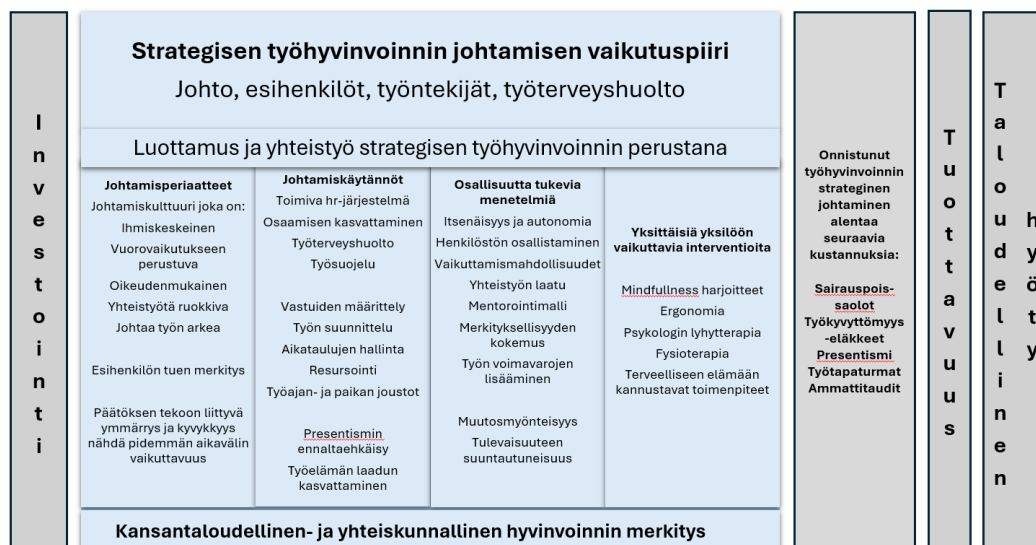 Investointi
Strategisen työhyvinvoinnin johtamisen vaikutuspiiri
Johto, esihenkilöt, työntekijät, työterveyshuolto
Luottamus ja yhteistyö strategisen työhyvinvoinnin perustana
Johtamisperiaatteet
Johtamiskulttuuri joka on:
Ihmiskeskeinen
Vuorovaikutukseen
perustuva
Oikeudenmukainen
Yhteistyötä ruokkiva
Johtaa työn arkea
Esihenkilön tuen merkitys
Päätöksen tekoon liittyvä
ymmärrys ja kyvykkyys
nähdä pidemmän aikavälin
vaikuttavuus
Johtamiskäytännöt
Toimiva hr-järjestelmä
Osaamisen kasvattaminen
Työterveyshuolto
Työsuojelu
Vastuiden määrittely
Työn suunnittelu
Aikataulujen hallinta
Resursointi
Työajan- ja paikan joustot
Presentismin
ennaltaehkäisy
Työelämän laadun
kasvattaminen
Osallisuutta tukevia
menetelmiä
Itsenäisyys ja autonomia
Henkilöstön osallistaminen
Vaikuttamismahdollisuudet
Yhteistyön laatu
Mentorointimalli
Merkityksellisyyden
kokemus
Työn voimavarojen
lisääminen
Muutosmyönteisyys
Tulevaisuuteen
suuntautuneisuus
Yksittäisiä yksilöön
vaikuttavia interventioita
Mindfullness harjoitteet
Ergonomia
Psykologin lyhytterapia
Fysioterapia
Terveelliseen elämään
kannustavat toimenpiteet
Kansantaloudellinen- ja yhteiskunnallinen hyvinvoinnin merkitys
Onnistunut
työhyvinvoinnin
strateginen
johtaminen
alentaa
seuraavia
kustannuksia:
Sairauspois-
saolot
Työkyvyttömyys
-eläkkeet
Presentismi
Työtapaturmat
Ammattitaudit
Tuottavuus
Taloudellinen
hyöty